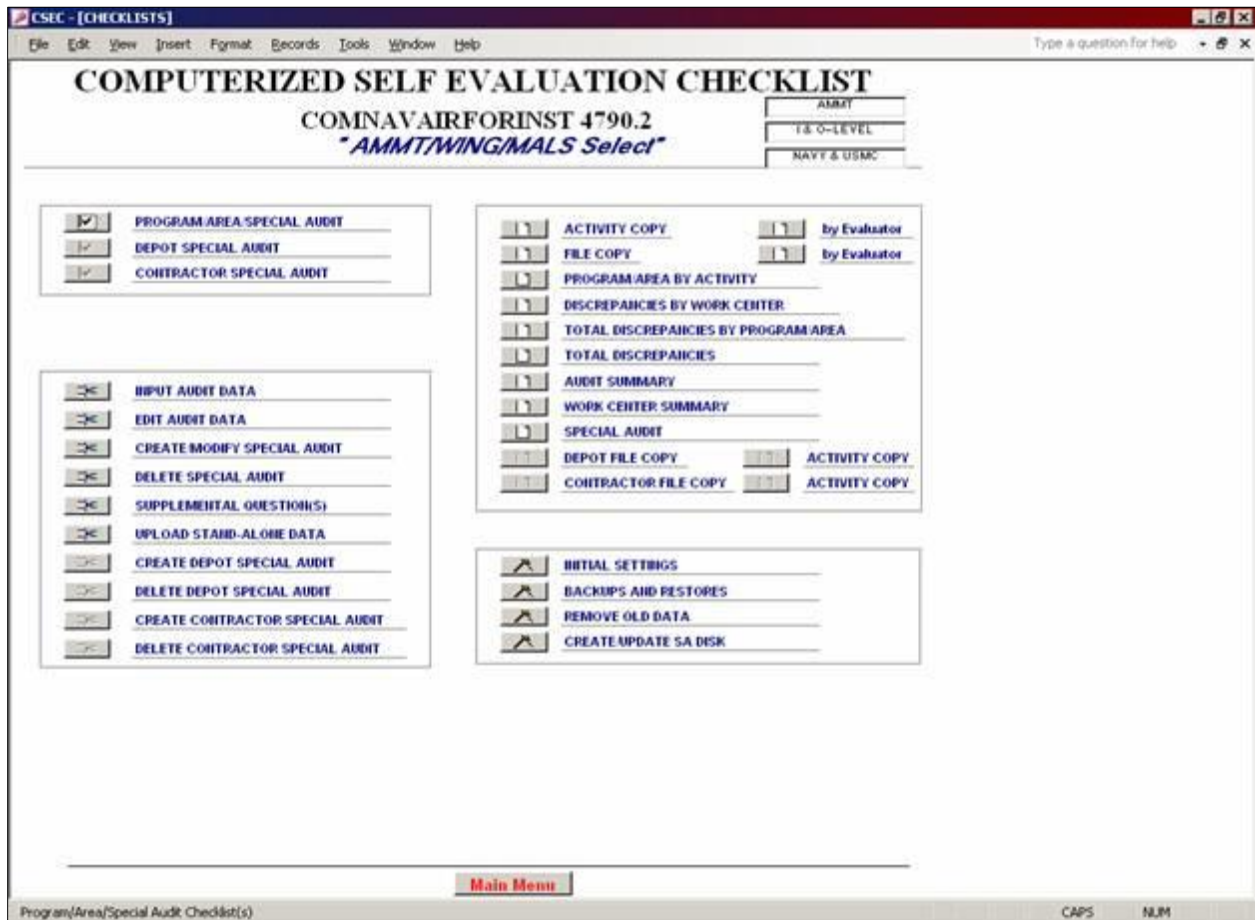 CSEC - [CHECKLISTS]
File Edit View Insert Format Records Tools Window Help Type a question for help
COMPUTERIZED SELF EVALUATION CHECKLIST
COMNAVAIRFORINST 4790.2
"AMMT/WING/MALS Select"
AMMT
I & O-LEVEL
NAVY & USMC
PROGRAM/AREA/SPECIAL AUDIT
DEPOT SPECIAL AUDIT
CONTRACTOR SPECIAL AUDIT
INPUT AUDIT DATA
EDIT AUDIT DATA
CREATE/MODIFY SPECIAL AUDIT
DELETE SPECIAL AUDIT
SUPPLEMENTAL QUESTION(S)
UPLOAD STAND-ALONE DATA
CREATE DEPOT SPECIAL AUDIT
DELETE DEPOT SPECIAL AUDIT
CREATE CONTRACTOR SPECIAL AUDIT
DELETE CONTRACTOR SPECIAL AUDIT
ACTIVITY COPY by Evaluator
FILE COPY by Evaluator
PROGRAM/AREA BY ACTIVITY
DISCREPANCIES BY WORK CENTER
TOTAL DISCREPANCIES BY PROGRAM/AREA
TOTAL DISCREPANCIES
AUDIT SUMMARY
WORK CENTER SUMMARY
SPECIAL AUDIT
DEPOT FILE COPY ACTIVITY COPY
CONTRACTOR FILE COPY ACTIVITY COPY
INITIAL SETTINGS
BACKUPS AND RESTORES
REMOVE OLD DATA
CREATE/UPDATE SA DISK
Main Menu
Program/Area/Special Audit Checklist(s) CAPS NUM